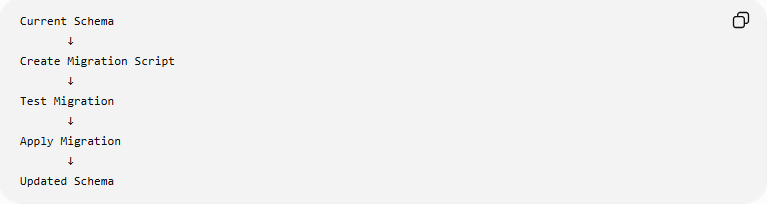 Current Schema
↓
Create Migration Script
↓
Test Migration
↓
Apply Migration
↓
Updated Schema